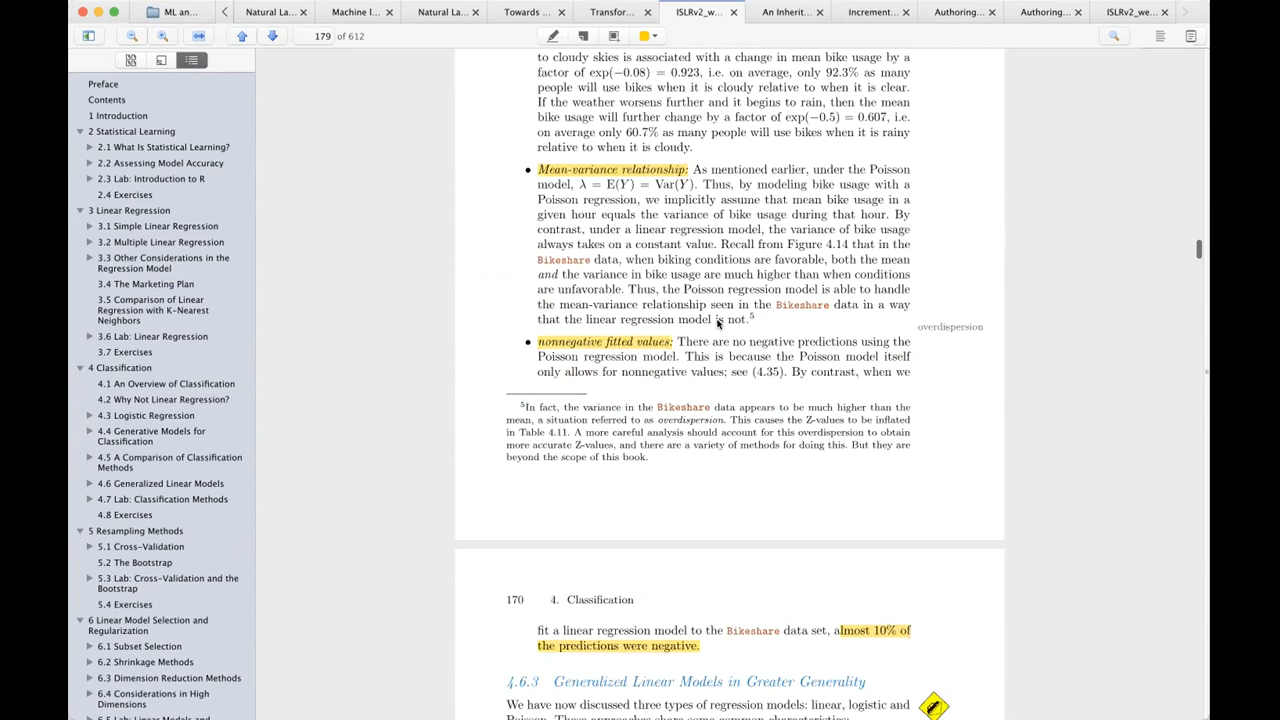 ML an...
Natural La...
Machine I...
Natural La...
Towards ...
Transfor...
ISLRv2_w...
An Inherit...
Increment...
Authoring...
Authoring...
ISLRv2_we...
179 of 612
Preface
Contents
1 Introduction
2 Statistical Learning
2.1 What Is Statistical Learning?
2.2 Assessing Model Accuracy
2.3 Lab: Introduction to R
2.4 Exercises
3 Linear Regression
3.1 Simple Linear Regression
3.2 Multiple Linear Regression
3.3 Other Considerations in the
Regression Model
3.4 The Marketing Plan
3.5 Comparison of Linear
Regression with K-Nearest
Neighbors
3.6 Lab: Linear Regression
3.7 Exercises
4 Classification
4.1 An Overview of Classification
4.2 Why Not Linear Regression?
4.3 Logistic Regression
4.4 Generative Models for
Classification
4.5 A Comparison of Classification
Methods
4.6 Generalized Linear Models
4.7 Lab: Classification Methods
4.8 Exercises
5 Resampling Methods
5.1 Cross-Validation
5.2 The Bootstrap
5.3 Lab: Cross-Validation and the
Bootstrap
5.4 Exercises
6 Linear Model Selection and
Regularization
6.1 Subset Selection
6.2 Shrinkage Methods
6.3 Dimension Reduction Methods
6.4 Considerations in High
Dimensions
6.5 Lab: Linear Models and
to cloudy skies is associated with a change in mean bike usage by a
factor of exp(−0.08) = 0.923, i.e. on average, only 92.3% as many
people will use bikes when it is cloudy relative to when it is clear.
If the weather worsens further and it begins to rain, then the mean
bike usage will further change by a factor of exp(−0.5) = 0.607, i.e.
on average only 60.7% as many people will use bikes when it is rainy
relative to when it is cloudy.
• Mean-variance relationship: As mentioned earlier, under the Poisson
model, λ = E(Y) = Var(Y). Thus, by modeling bike usage with a
Poisson regression, we implicitly assume that mean bike usage in a
given hour equals the variance of bike usage during that hour. By
contrast, under a linear regression model, the variance of bike usage
always takes on a constant value. Recall from Figure 4.14 that in the
Bikeshare data, when biking conditions are favorable, both the mean
and the variance in bike usage are much higher than when conditions
are unfavorable. Thus, the Poisson regression model is able to handle
the mean-variance relationship seen in the Bikeshare data in a way
that the linear regression model is not.5
overdispersion
• nonnegative fitted values: There are no negative predictions using the
Poisson regression model. This is because the Poisson model itself
only allows for nonnegative values; see (4.35). By contrast, when we
5In fact, the variance in the Bikeshare data appears to be much higher than the
mean, a situation referred to as overdispersion. This causes the Z-values to be inflated
in Table 4.11. A more careful analysis should account for this overdispersion to obtain
more accurate Z-values, and there are a variety of methods for doing this. But they are
beyond the scope of this book.
170 4. Classification
fit a linear regression model to the Bikeshare data set, almost 10% of
the predictions were negative.
4.6.3 Generalized Linear Models in Greater Generality
We have now discussed three types of regression models: linear, logistic and
Poisson. These approaches share some common characteristics: